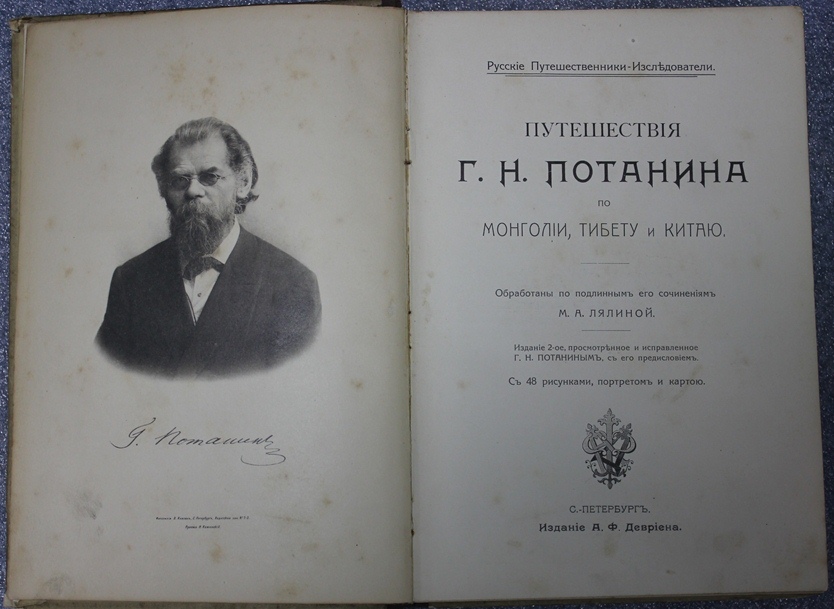 Г. Потанинъ
Русскіе Путешественники-Изслѣдователи.
ПУТЕШЕСТВІЯ
Г. Н. ПОТАНИНА
ПО
МОНГОЛІИ, ТИБЕТУ и КИТАЮ.
Обработаны по подлиннымъ его сочиненіямъ
М. А. ЛЯЛИНОЙ.
Изданіе 2-ое, просмотрѣнное и исправленное
Г. Н. ПОТАНИНЫМЪ, съ его предисловіемъ.
Съ 48 рисунками, портретомъ и картою.
С.-ПЕТЕРБУРГЪ.
Изданіе А. Ф. Девріена.